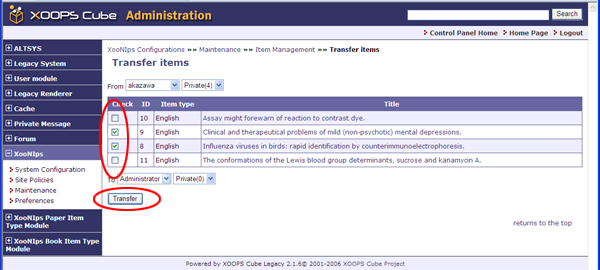 XOOPS Cube Administration
Search
Control Panel Home Home Page Logout
ALTSYS
Legacy System
User module
Legacy Renderer
Cache
Private Message
Forum
XooNIps
System Configuration
Site Policies
Maintenance
Preferences
XooNIps Paper Item Type Module
XooNIps Book Item Type Module
XooNIps Configurations »» Maintenance »» Item Management »» Transfer items
Transfer items
From akazawa Private(4)
Check ID Item type Title
10 English Assay might forewarn of reaction to contrast dye.
9 English Clinical and therapeutical problems of mild (non-psychotic) mental depressions.
8 English Influenza viruses in birds: rapid identification by counterimmunoelectrophoresis.
11 English The conformations of the Lewis blood group determinants, sucrose and kanamycin A.
To Administrator Private(0)
Transfer
returns to the top
Powered by XOOPS Cube Legacy 2.1.6© 2001-2006 XOOPS Cube Project